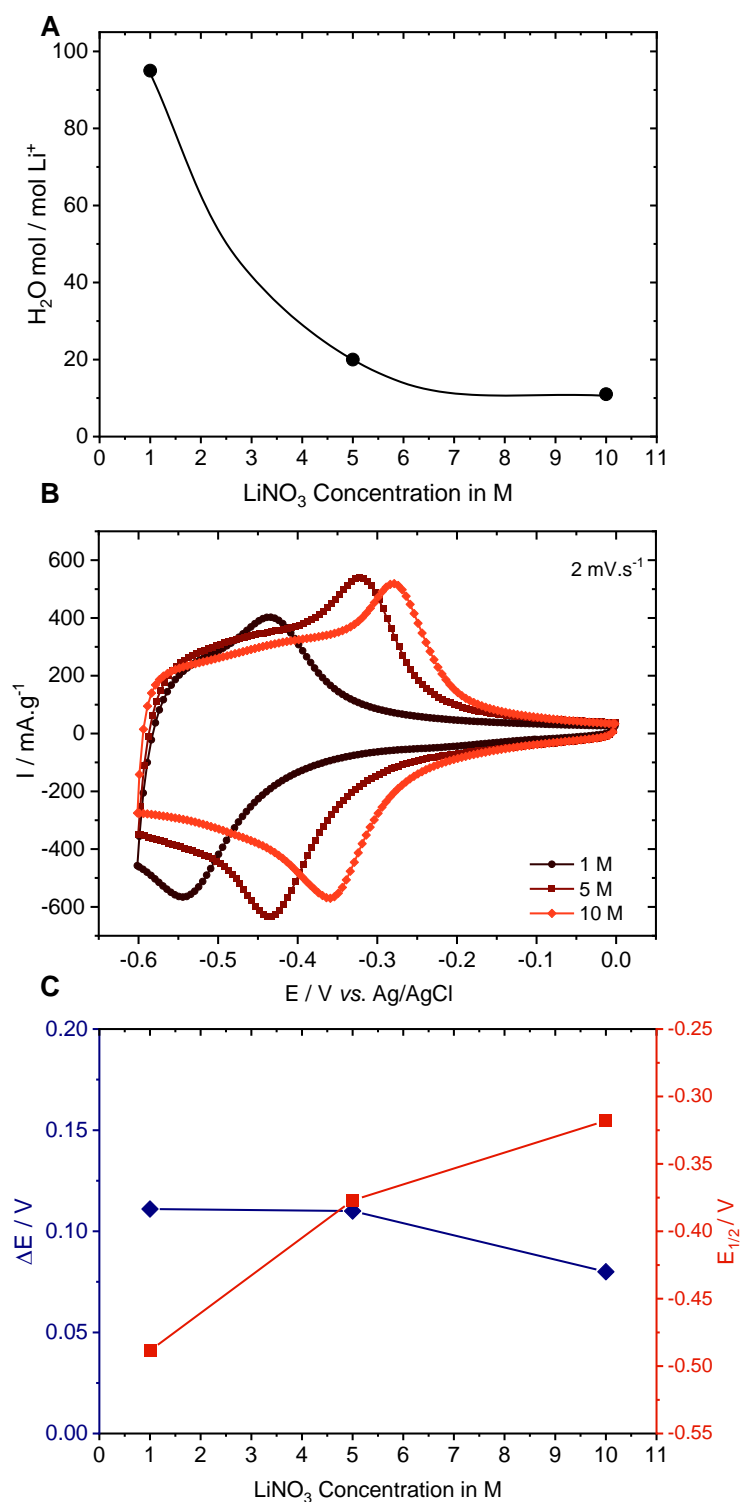 A
100
80
60
40
20
0
H₂O mol / mol Li⁺
0 1 2 3 4 5 6 7 8 9 10 11
LiNO₃ Concentration in M
B
600
400
200
0
-200
-400
-600
I / mA.g⁻¹
2 mV.s⁻¹
1 M
5 M
10 M
-0.6 -0.5 -0.4 -0.3 -0.2 -0.1 0.0
E / V vs. Ag/AgCl
C
0.20
0.15
0.10
0.05
0.00
ΔE / V
-0.25
-0.30
-0.35
-0.40
-0.45
-0.50
-0.55
E₁/₂ / V
0 1 2 3 4 5 6 7 8 9 10 11
LiNO₃ Concentration in M